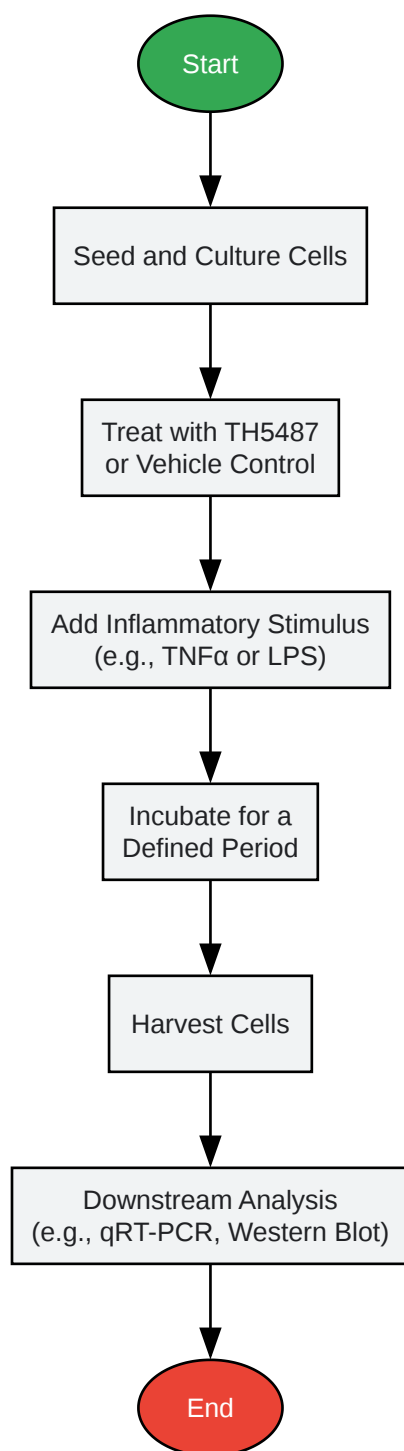 Start
Seed and Culture Cells
Treat with TH5487
or Vehicle Control
Add Inflammatory Stimulus
(e.g., TNFα or LPS)
Incubate for a
Defined Period
Harvest Cells
Downstream Analysis
(e.g., qRT-PCR, Western Blot)
End